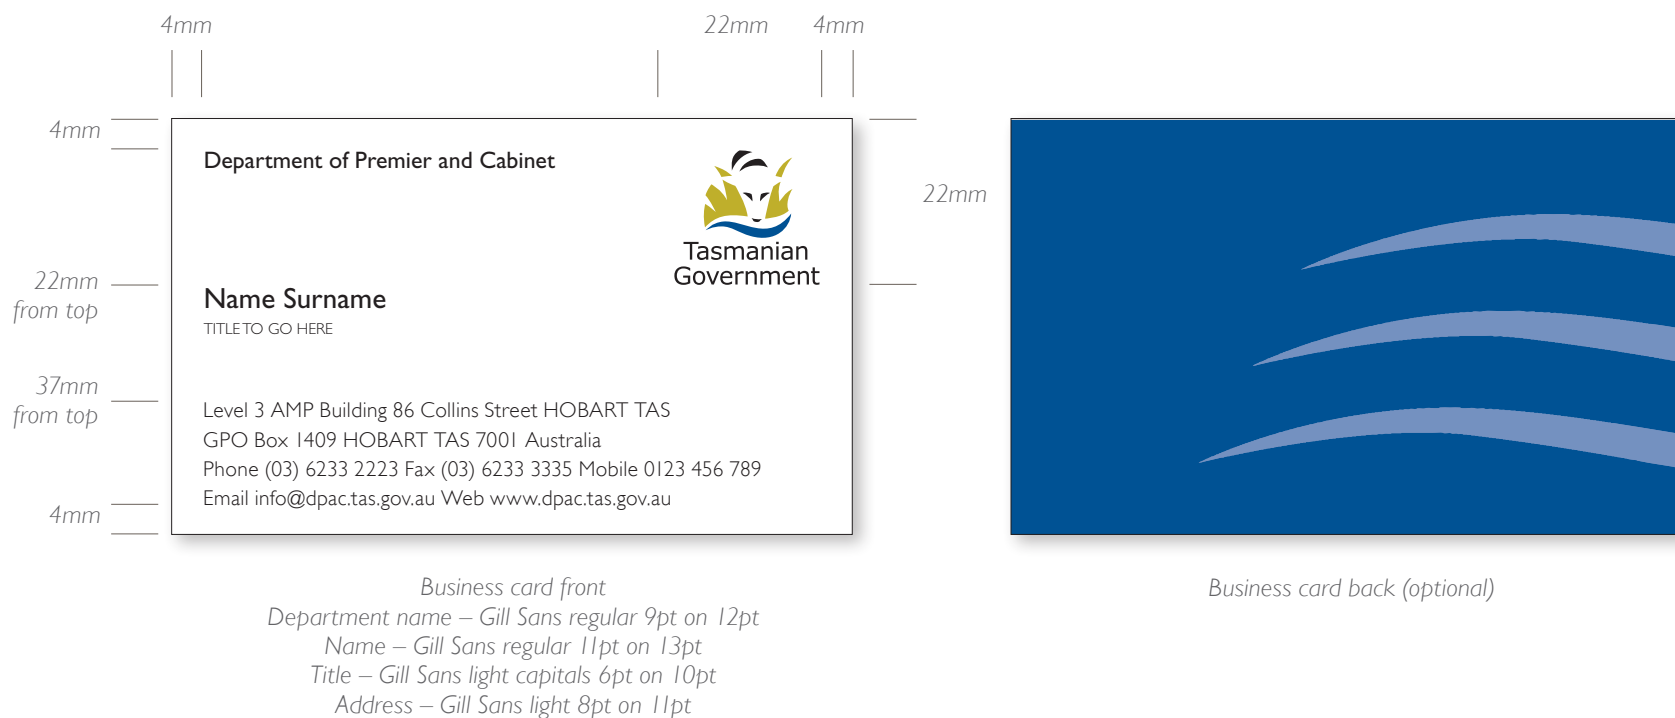 4mm
22mm 4mm
4mm
22mm
22mm
from top
37mm
from top
4mm
Department of Premier and Cabinet
Tasmanian
Government
Name Surname
TITLE TO GO HERE
Level 3 AMP Building 86 Collins Street HOBART TAS
GPO Box 1409 HOBART TAS 7001 Australia
Phone (03) 6233 2223 Fax (03) 6233 3335 Mobile 0123 456 789
Email info@dpac.tas.gov.au Web www.dpac.tas.gov.au
Business card front
Department name – Gill Sans regular 9pt on 12pt
Name – Gill Sans regular 11pt on 13pt
Title – Gill Sans light capitals 6pt on 10pt
Address – Gill Sans light 8pt on 11pt
Business card back (optional)